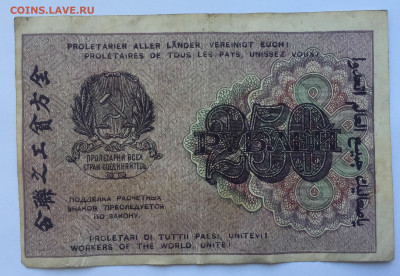 COINS.LAVE.RU
PROLETARIER ALLER LÄNDER, VEREINIGT EUCH!
PROLÉTAIRES DE TOUS LES PAYS, UNISSEZ VOUS!
250
РУБЛЕЙ
ПРОЛЕТАРИИ ВСЕХ
СТРАН, СОЕДИНЯЙТЕСЬ
ПОДДЕЛКА РАСЧЕТНЫХ
ЗНАКОВ ПРЕСЛЕДУЕТСЯ
ПО ЗАКОНУ.
PROLETARI DI TUTTI I PAESI, UNITEVI!
WORKERS OF THE WORLD, UNITE!